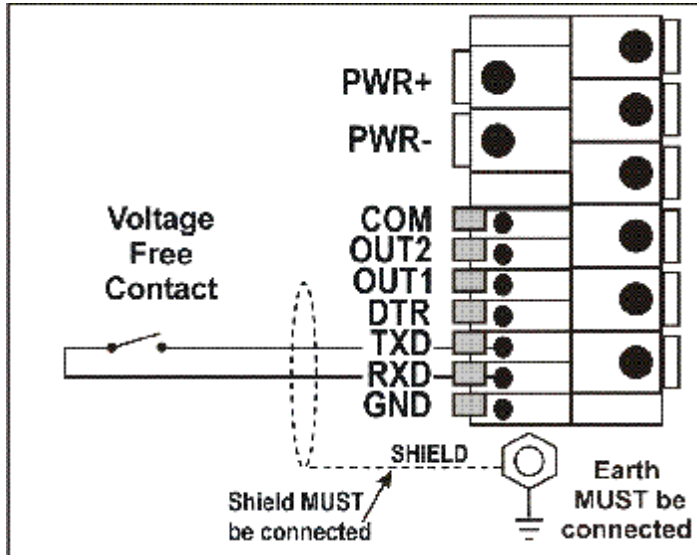 PWR+
PWR-
Voltage
Free
Contact
COM
OUT2
OUT1
DTR
TXD
RXD
GND
SHIELD
Shield MUST
be connected
Earth
MUST be
connected